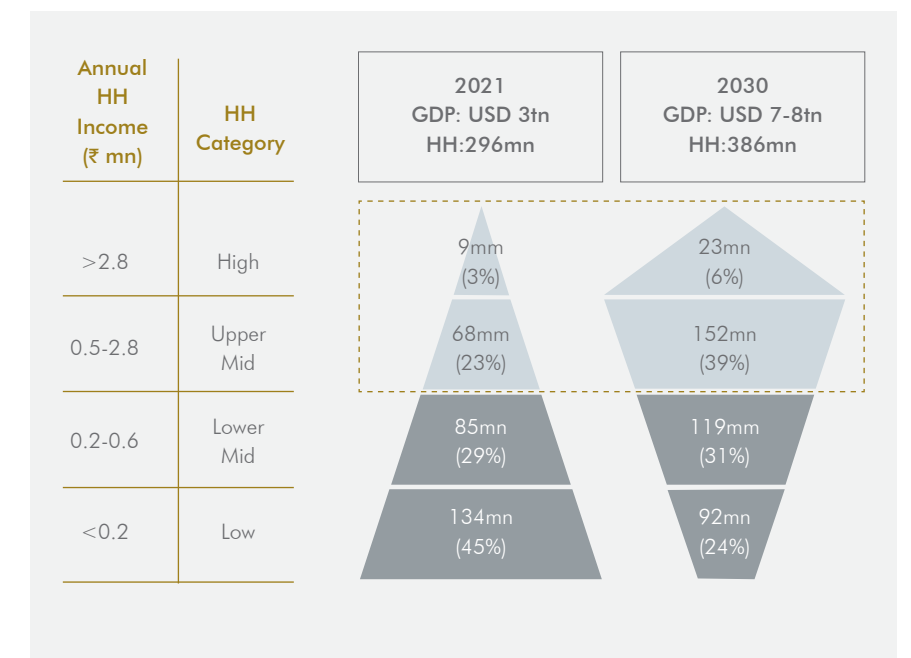 Annual
HH
Income
(₹ mn)
HH
Category
2021
GDP: USD 3tn
HH:296mn
2030
GDP: USD 7-8tn
HH:386mn
>2.8
High
9mm
(3%)
23mn
(6%)
0.5-2.8
Upper
Mid
68mm
(23%)
152mn
(39%)
0.2-0.6
Lower
Mid
85mn
(29%)
119mm
(31%)
<0.2
Low
134mn
(45%)
92mn
(24%)